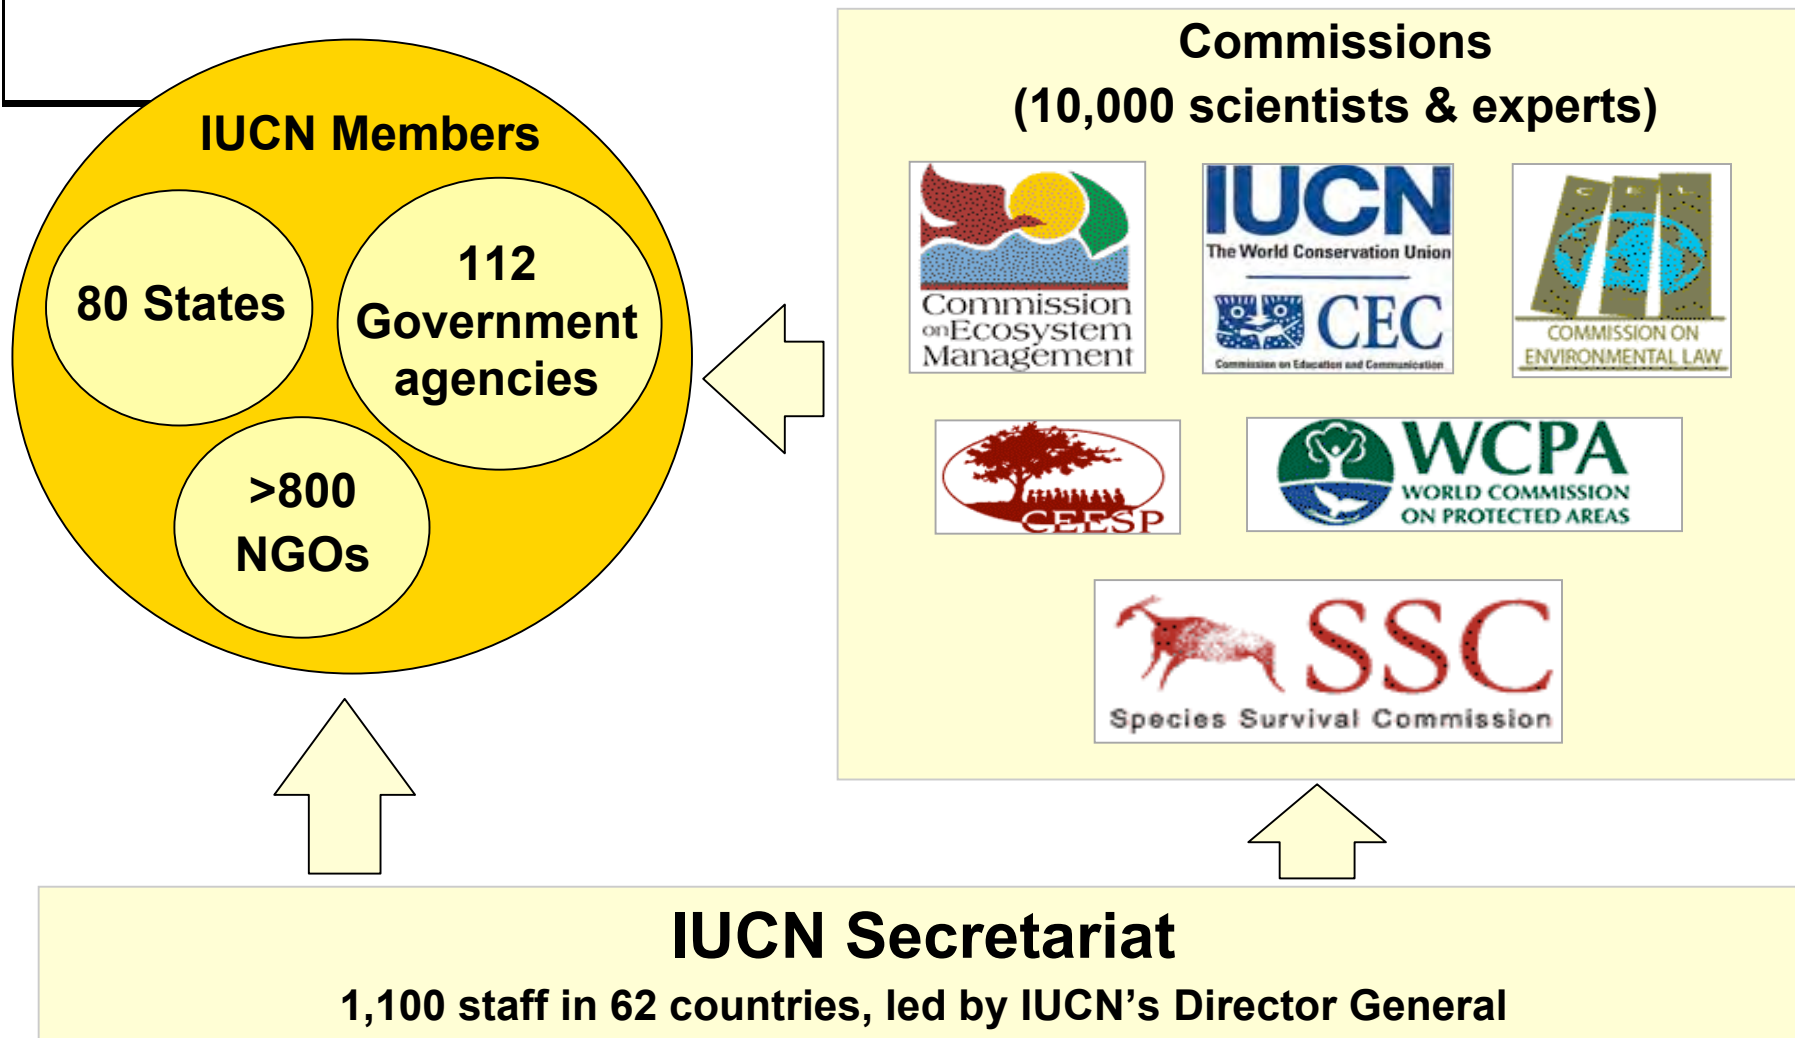 IUCN Members
80 States
112
Government
agencies
>800
NGOs
Commissions
(10,000 scientists & experts)
Commission
on Ecosystem
Management
IUCN
The World Conservation Union
CEC
Commission on Education and Communication
COMMISSION ON
ENVIRONMENTAL LAW
CEESP
WCPA
WORLD COMMISSION
ON PROTECTED AREAS
SSC
Species Survival Commission
IUCN Secretariat
1,100 staff in 62 countries, led by IUCN’s Director General